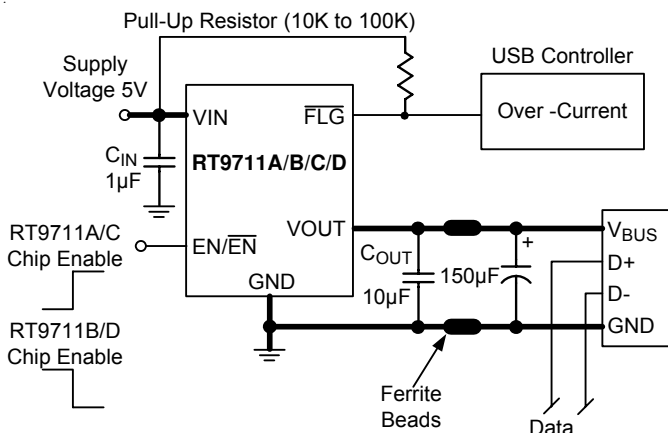 Pull-Up Resistor (10K to 100K)
Supply
Voltage 5V
USB Controller
Over -Current
VIN
FLG
CIN
1µF
RT9711A/B/C/D
RT9711A/C
Chip Enable
EN/EN
VOUT
GND
COUT
10µF
+
150µF
VBUS
D+
D-
GND
RT9711B/D
Chip Enable
Ferrite
Beads
Data